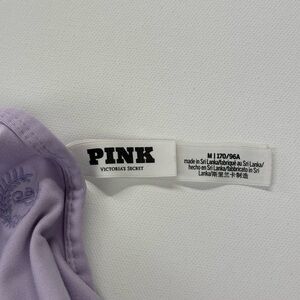 PINK
VICTORIA'S SECRET
M | 170/96A
made in Sri Lanka/fabriqué au Sri Lanka/
hecho en Sri Lanka/fabbricato in Sri
Lanka/斯里兰卡制造